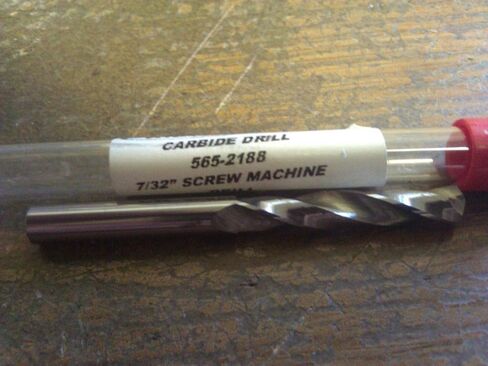 CARBIDE DRILL
565-2188
7/32" SCREW MACHINE